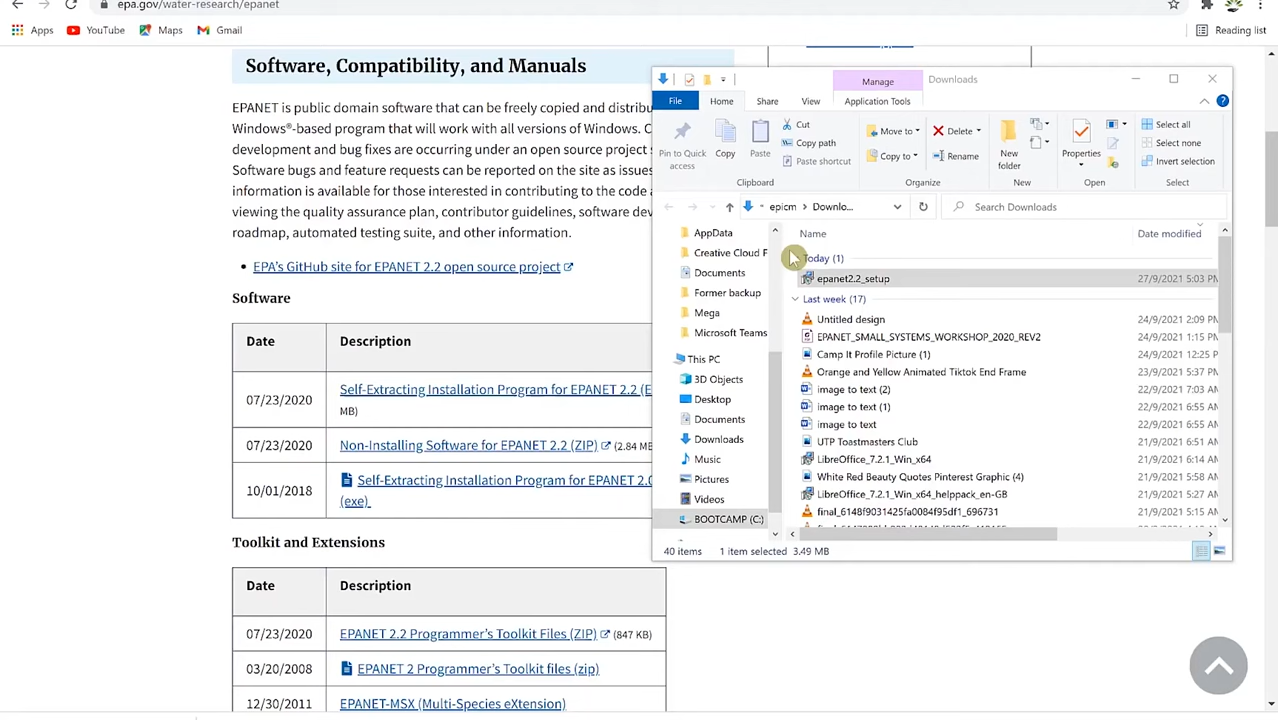 epa.gov/water-research/epanet
Apps YouTube Maps Gmail Reading list
Software, Compatibility, and Manuals
EPANET is public domain software that can be freely copied and distribu
Windows®-based program that will work with all versions of Windows. C
development and bug fixes are occurring under an open source project s
Software bugs and feature requests can be reported on the site as issues
information is available for those interested in contributing to the code a
viewing the quality assurance plan, contributor guidelines, software deve
roadmap, automated testing suite, and other information.
EPA's GitHub site for EPANET 2.2 open source project
Software
Date Description
07/23/2020 Self-Extracting Installation Program for EPANET 2.2 (E
MB)
07/23/2020 Non-Installing Software for EPANET 2.2 (ZIP) (2.84 MB
10/01/2018 Self-Extracting Installation Program for EPANET 2.0
(exe)
Toolkit and Extensions
Date Description
07/23/2020 EPANET 2.2 Programmer's Toolkit Files (ZIP) (847 KB)
03/20/2008 EPANET 2 Programmer's Toolkit files (zip)
12/30/2011 EPANET-MSX (Multi-Species eXtension)
Manage Downloads
File Home Share View Application Tools
Pin to Quick access
Copy
Paste
Cut
Copy path
Paste shortcut
Clipboard
Move to
Copy to
Delete
Rename
Organize
New folder
New
Properties
Open
Select all
Select none
Invert selection
Select
epicm Downlo... Search Downloads
AppData
Creative Cloud F
Documents
Former backup
Mega
Microsoft Teams
This PC
3D Objects
Desktop
Documents
Downloads
Music
Pictures
Videos
BOOTCAMP (C:)
Name Date modified
Today (1)
epanet2.2_setup 27/9/2021 5:03 PM
Last week (17)
Untitled design 24/9/2021 2:09 PM
EPANET_SMALL_SYSTEMS_WORKSHOP_2020_REV2 24/9/2021 1:15 PM
Camp It Profile Picture (1) 24/9/2021 12:25 P
Orange and Yellow Animated Tiktok End Frame 23/9/2021 5:37 PM
image to text (2) 22/9/2021 7:03 AM
image to text (1) 22/9/2021 6:55 AM
image to text 22/9/2021 6:55 AM
UTP Toastmasters Club 21/9/2021 6:51 AM
LibreOffice_7.2.1_Win_x64 21/9/2021 6:14 AM
White Red Beauty Quotes Pinterest Graphic (4) 21/9/2021 5:58 AM
LibreOffice_7.2.1_Win_x64_helppack_en-GB 21/9/2021 5:27 AM
final_6148f9031425fa0084f95df1_696731 21/9/2021 5:15 AM
40 items 1 item selected 3.49 MB